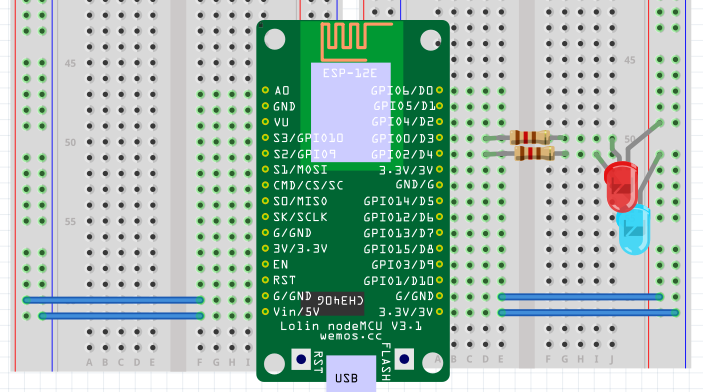 ESP-12E
A0 GPIO6/D0
GND GPIO5/D1
VU GPIO4/D2
S3/GPIO10 GPIO0/D3
S2/GPIO9 GPIO2/D4
S1/MOSI 3.3V/3V
CMD/CS/SC GND/G
SO/MISO GPIO14/D5
SK/SCLK GPIO12/D6
G/GND GPIO13/D7
3V/3.3V GPIO15/D8
EN GPIO3/D9
RST GPIO1/D10
G/GND G/GND
CH340G
Vin/5V 3.3V/3V
Lolin nodeMCU V3.1
wemos.cc
RST
FLASH
USB
45
50
55
45
50
A B C D E
F G H I
A B C D E
F G H I J